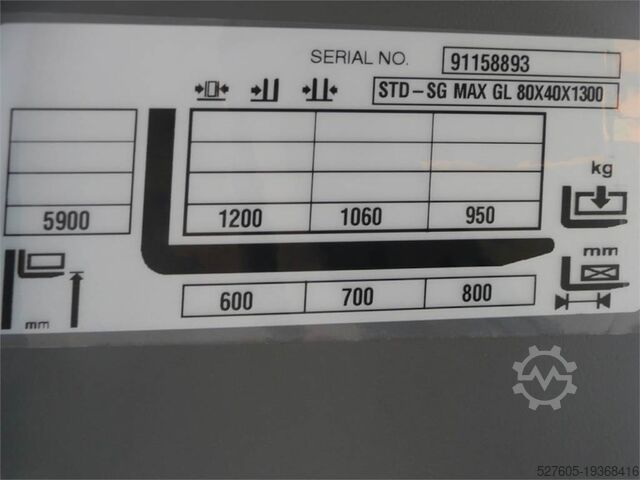 SERIAL NO. 91158893
STD-SG MAX GL 80X40X1300
kg
5900 1200 1060 950
mm
600 700 800
mm
527605-19368416